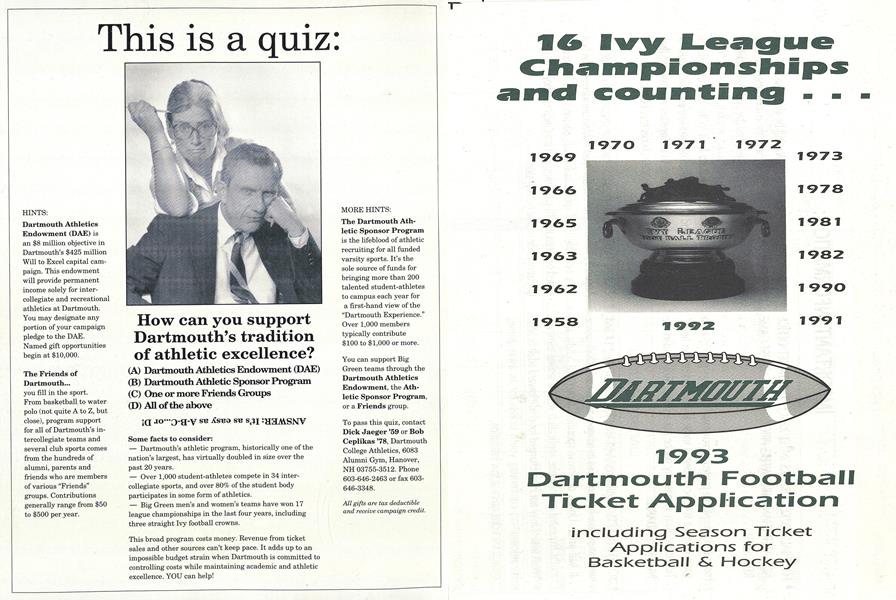 This is a quiz:
HINTS:
Dartmouth Athletics
Endowment (DAE) is
an $8 million objective in
Dartmouth's $425 million
Will to Excel capital cam-
paign. This endowment
will provide permanent
income solely for inter-
collegiate and recreational
athletics at Dartmouth.
You may designate any
portion of your campaign
pledge to the DAE.
Named gift opportunities
begin at $10,000.
The Friends of
Dartmouth...
you fill in the sport.
From basketball to water
polo (not quite A to Z, but
close), program support
for all of Dartmouth's in-
tercollegiate teams and
several club sports comes
from the hundreds of
alumni, parents and
friends who are members
of various "Friends"
groups. Contributions
generally range from $50
to $500 per year.
How can you support
Dartmouth's tradition
of athletic excellence?
(A) Dartmouth Athletics Endowment (DAE)
(B) Dartmouth Athletic Sponsor Program
(C) One or more Friends Groups
(D) All of the above
ANSWER: It's as easy as A-B-C...or D!
Some facts to consider:
— Dartmouth's athletic program, historically one of the
nation's largest, has virtually doubled in size over the
past 20 years.
— Over 1,000 student-athletes compete in 34 inter-
collegiate sports, and over 80% of the student body
participates in some form of athletics.
— Big Green men's and women's teams have won 17
league championships in the last four years, including
three straight Ivy football crowns.
This broad program costs money. Revenue from ticket
sales and other sources can't keep pace. It adds up to an
impossible budget strain when Dartmouth is committed to
controlling costs while maintaining academic and athletic
excellence. YOU can help!
MORE HINTS:
The Dartmouth Ath-
letic Sponsor Program
is the lifeblood of athletic
recruiting for all funded
varsity sports. It's the
sole source of funds for
bringing more than 200
talented student-athletes
to campus each year for
a first-hand view of the
"Dartmouth Experience."
Over 1,000 members
typically contribute
$100 to $1,000 or more.
You can support Big
Green teams through the
Dartmouth Athletics
Endowment, the Ath-
letic Sponsor Program,
or a Friends group.
To pass this quiz, contact
Dick Jaeger '59 or Bob
Ceplikas '78, Dartmouth
College Athletics, 6083
Alumni Gym, Hanover,
NH 03755-3512. Phone
603-646-2463 or fax 603-
646-3348.
All gifts are tax deductible
and receive campaign credit.
16 Ivy League
Championships
and counting . . .
1970 1971 1972
1969 1973
1966 1978
1965 1981
1963 1982
1962 1990
1958 1991
1992
IVY LEAGUE
FOOT BALL TROPHY
DARTMOUTH
1993
Dartmouth Football
Ticket Application
including Season Ticket
Applications for
Basketball & Hockey